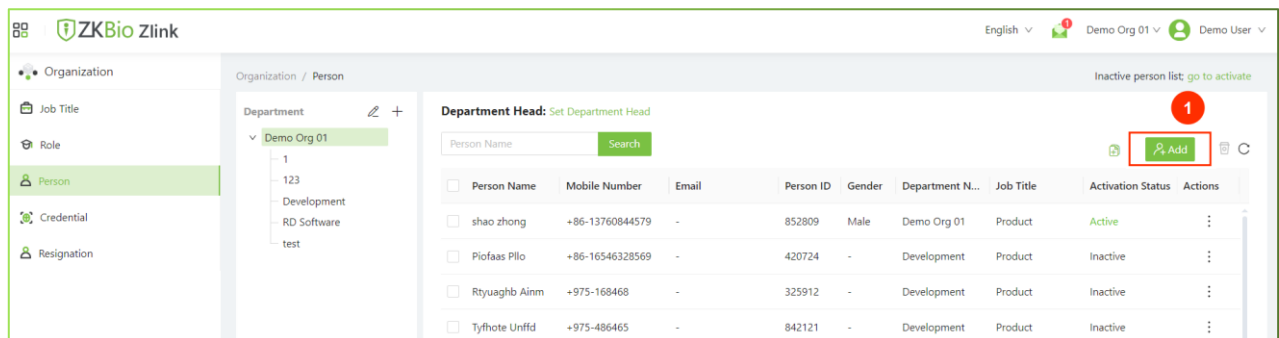 ZKBio Zlink
English
1
Demo Org 01
Demo User
Organization
Job Title
Role
Person
Credential
Resignation
Organization / Person
Inactive person list: go to activate
Department
Demo Org 01
1
123
Development
RD Software
test
Department Head: Set Department Head
1
Person Name
Search
Add
Person Name Mobile Number Email Person ID Gender Department N... Job Title Activation Status Actions
shao zhong +86-13760844579 - 852809 Male Demo Org 01 Product Active
Piofaas Pllo +86-16546328569 - 420724 - Development Product Inactive
Rtyuaghb Ainm +975-168468 - 325912 - Development Product Inactive
Tyfhote Unffd +975-486465 - 842121 - Development Product Inactive